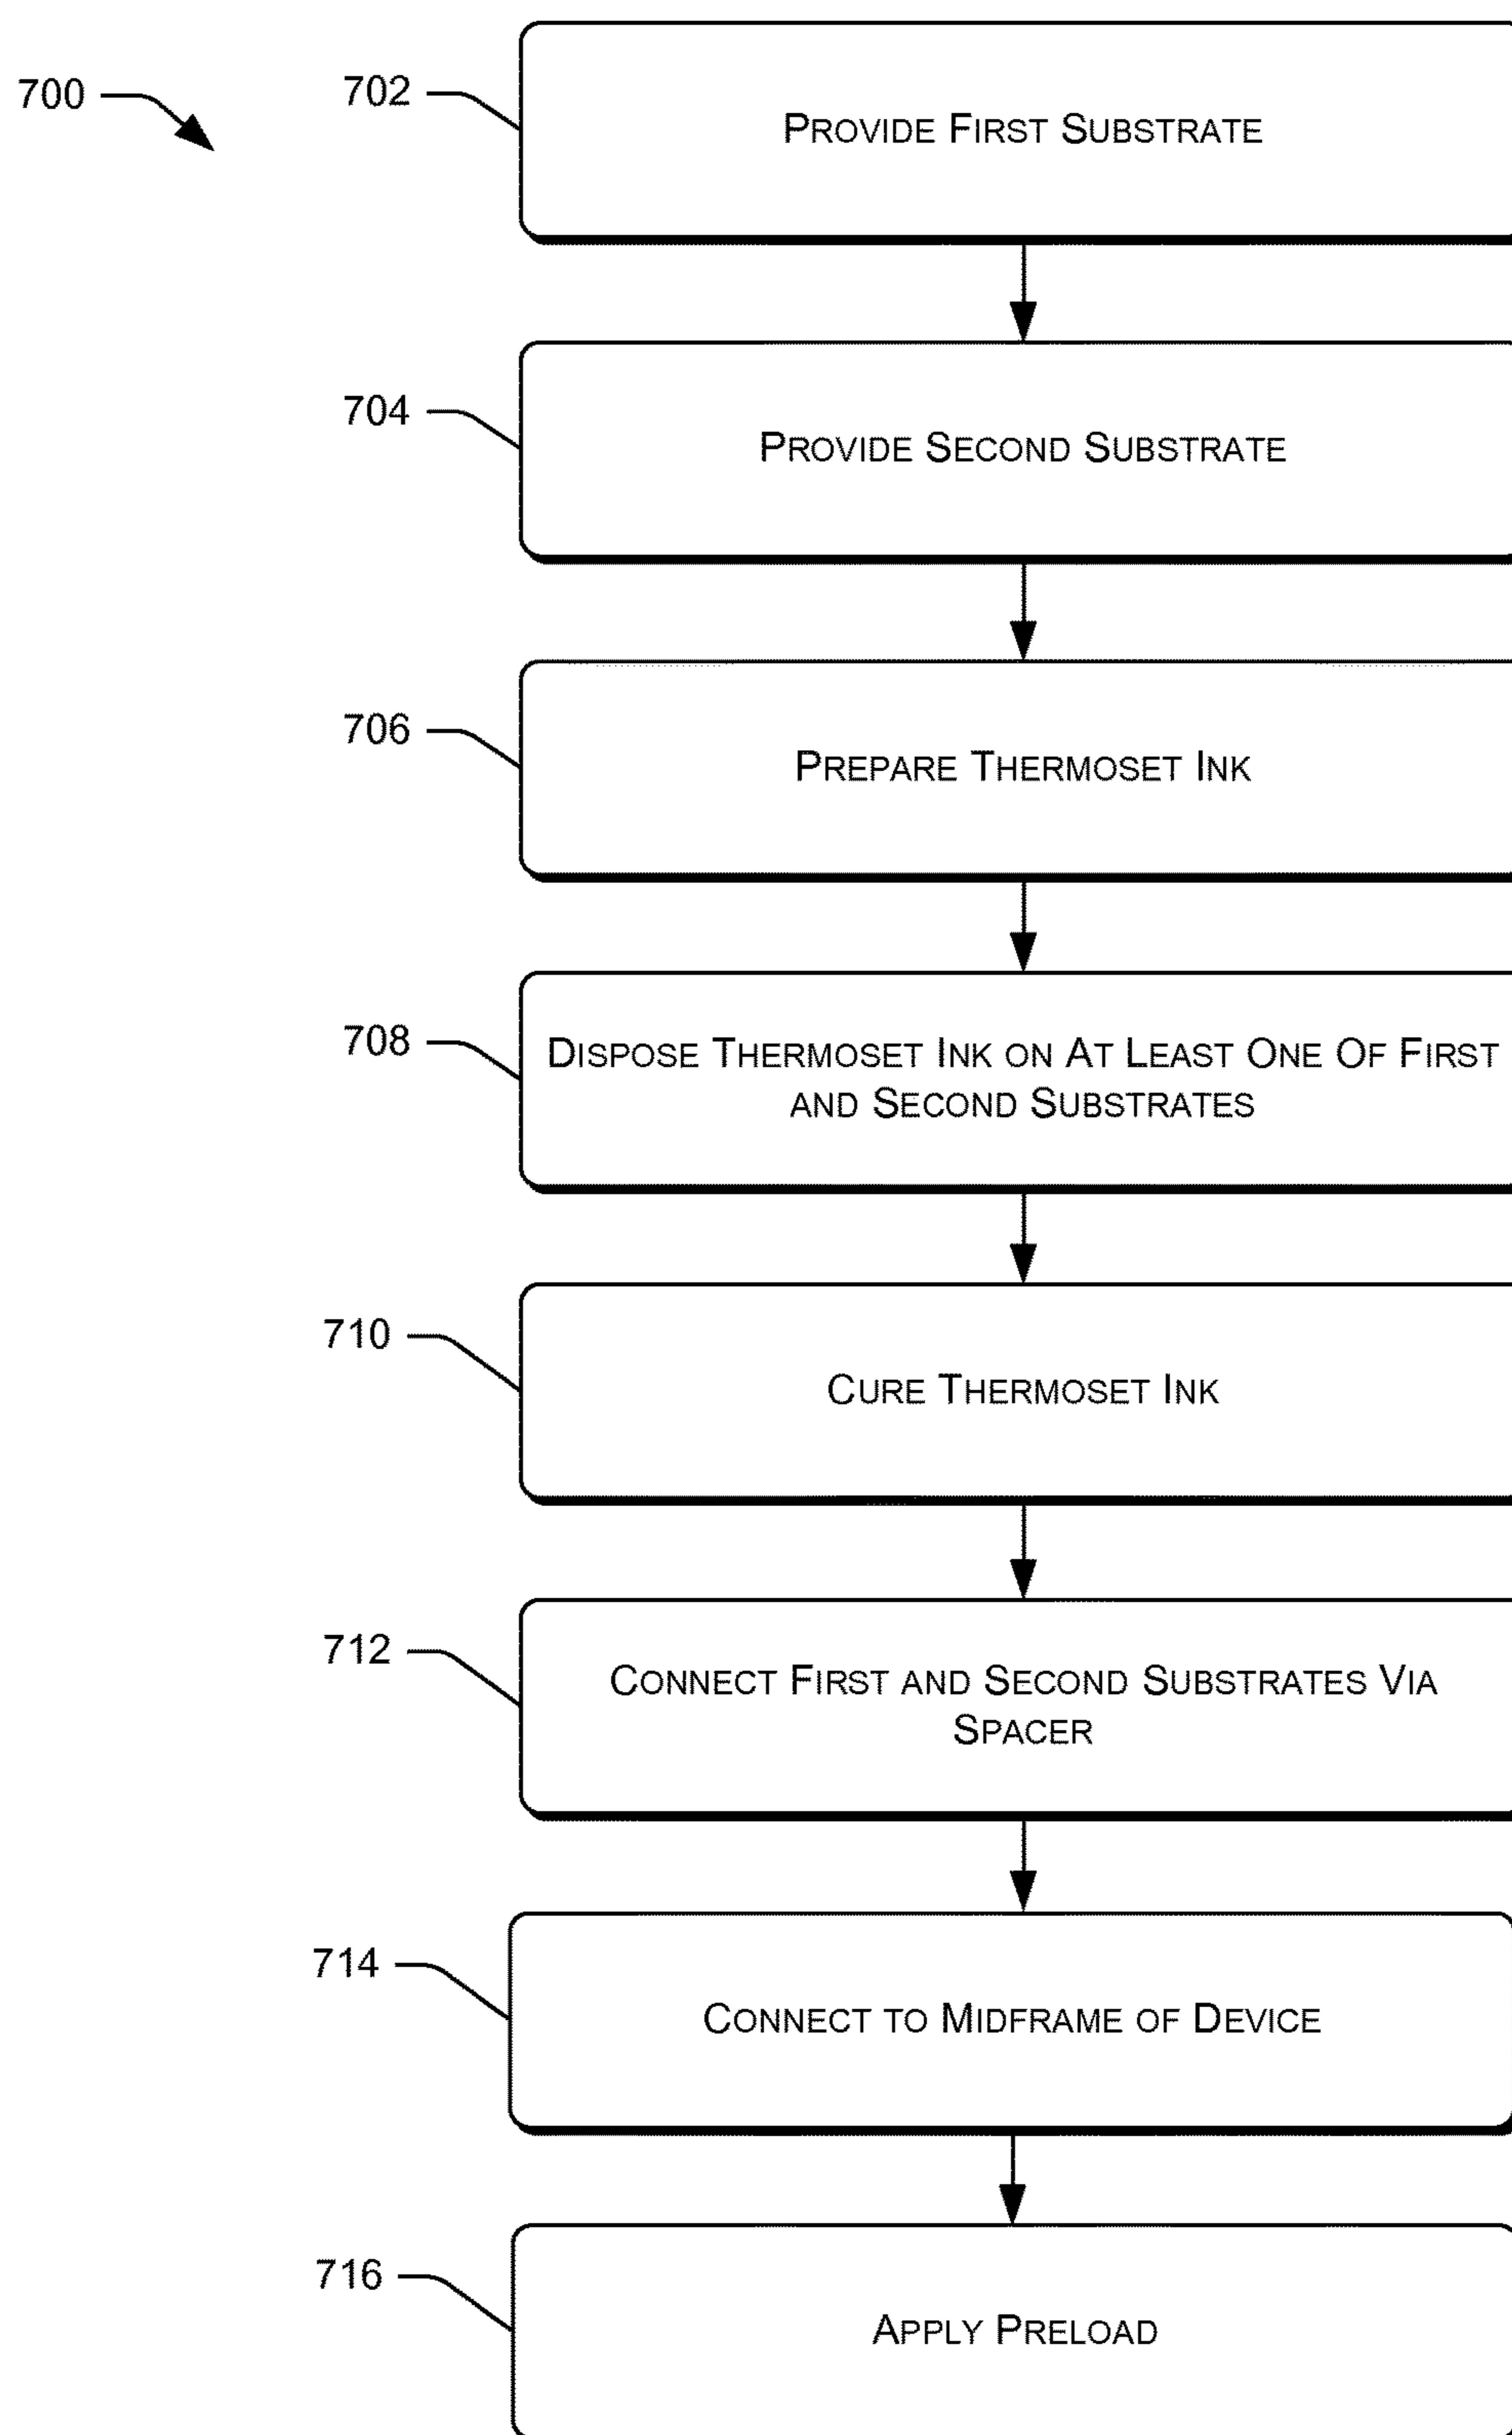 700
702
PROVIDE FIRST SUBSTRATE
704
PROVIDE SECOND SUBSTRATE
706
PREPARE THERMOSET INK
708
DISPOSE THERMOSET INK ON AT LEAST ONE OF FIRST
AND SECOND SUBSTRATES
710
CURE THERMOSET INK
712
CONNECT FIRST AND SECOND SUBSTRATES VIA
SPACER
714
CONNECT TO MIDFRAME OF DEVICE
716
APPLY PRELOAD